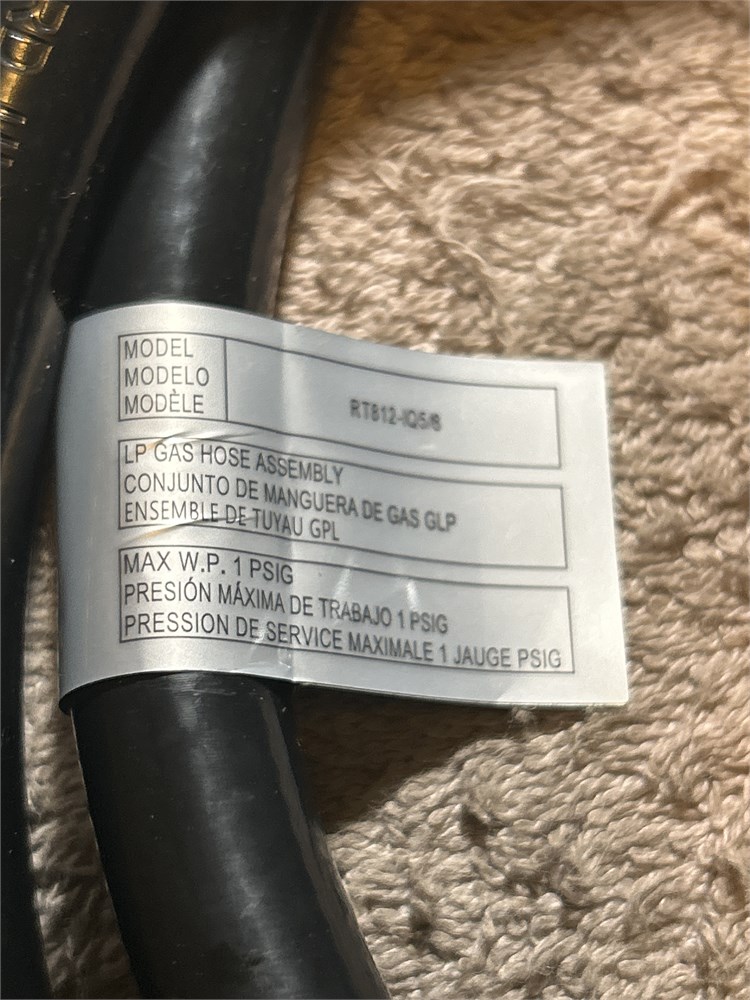 MODEL
MODELO
MODÈLE
RT812-IQ5/8
LP GAS HOSE ASSEMBLY
CONJUNTO DE MANGUERA DE GAS GLP
ENSEMBLE DE TUYAU GPL
MAX W.P. 1 PSIG
PRESIÓN MÁXIMA DE TRABAJO 1 PSIG
PRESSION DE SERVICE MAXIMALE 1 JAUGE PSIG